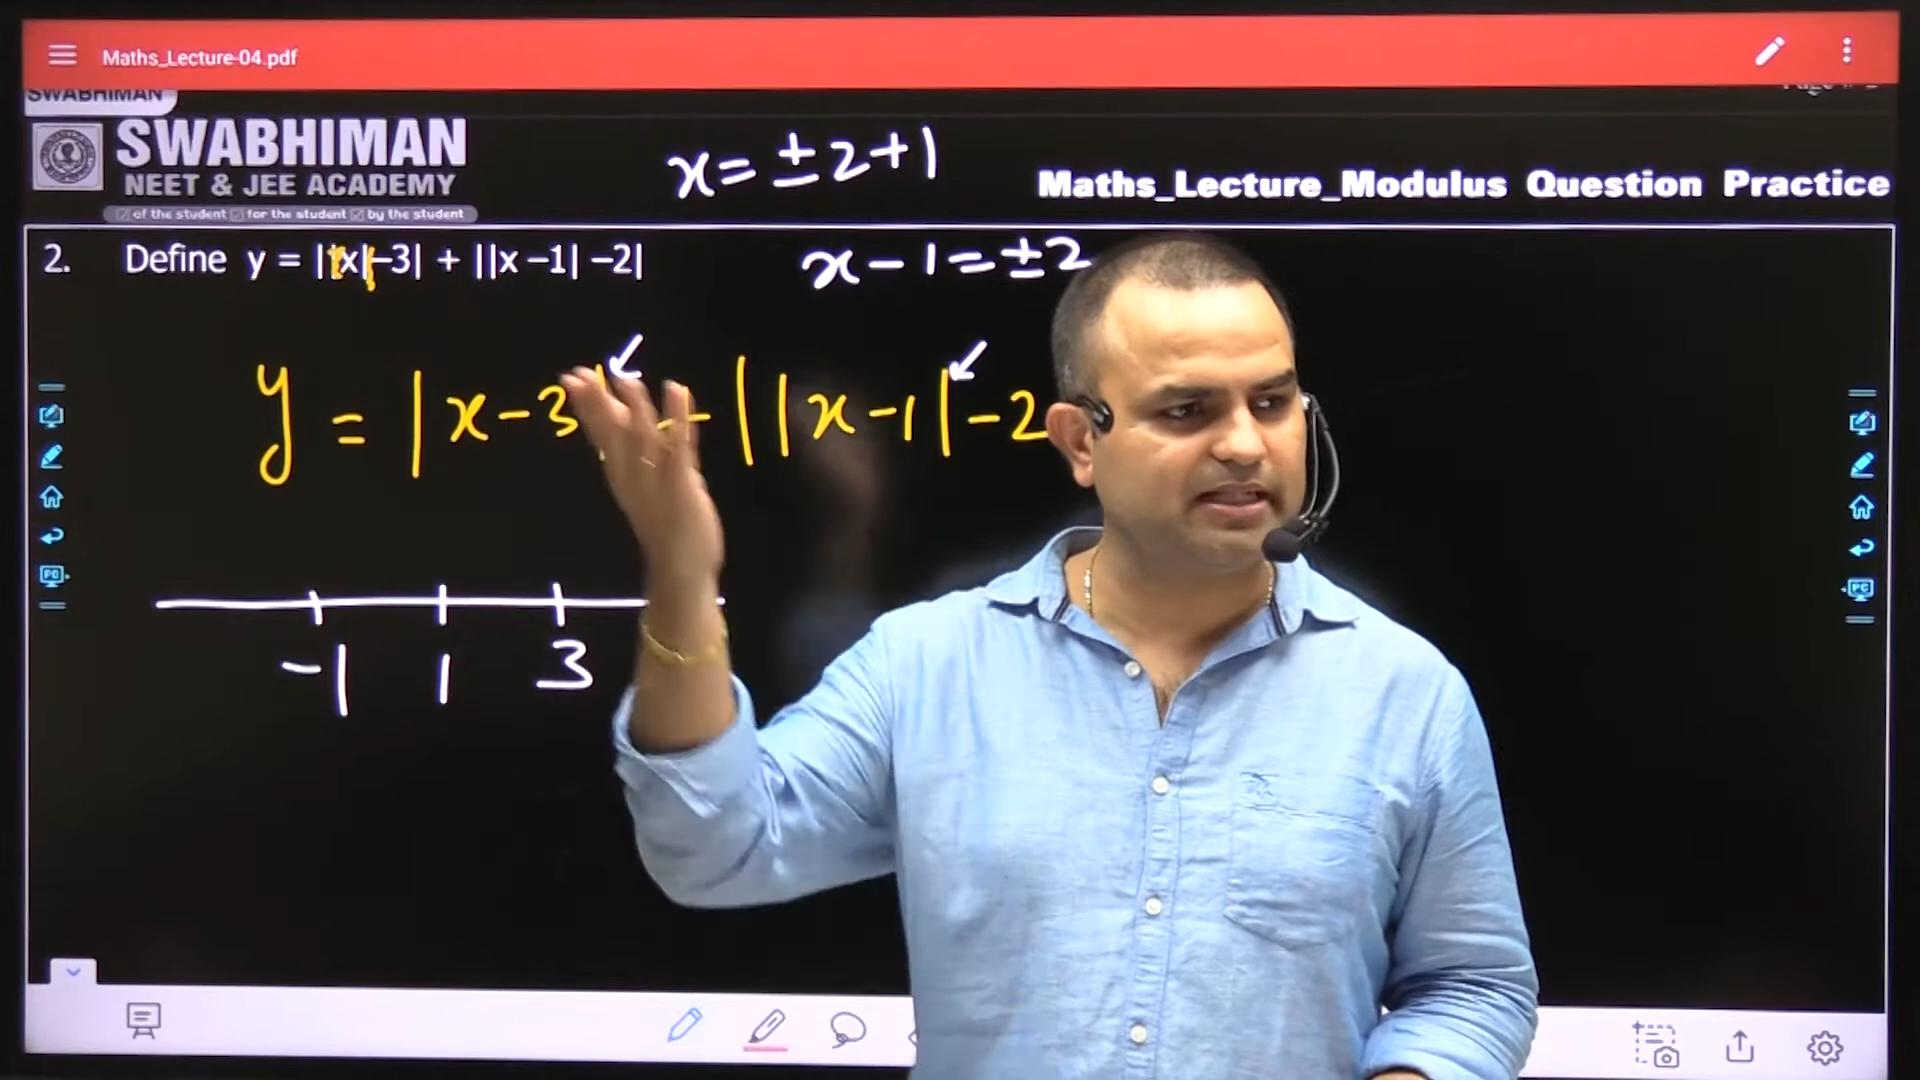 Maths_Lecture-04.pdf
SWABHIMAN
SWABHIMAN
NEET & JEE ACADEMY
of the student for the student by the student
x = ±2+1
Maths_Lecture_Modulus Question Practice
2. Define y = ||x|-3| + ||x-1| -2|
x-1=±2
y = |x-3| + ||x-1|-2
-1 1 3